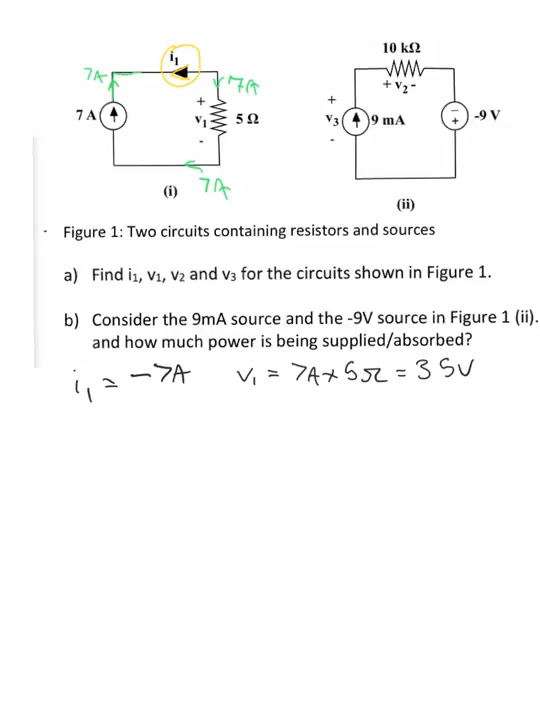 i₁
10 kΩ
7A
7A
+ v₂ -
+
+
7 A
v₁
5 Ω
v₃
9 mA
-
+
-9 V
-
-
7A
(i)
(ii)
Figure 1: Two circuits containing resistors and sources
a) Find i₁, v₁, v₂ and v₃ for the circuits shown in Figure 1.
b) Consider the 9mA source and the -9V source in Figure 1 (ii).
and how much power is being supplied/absorbed?
i₁ = -7A v₁ = 7A x 5Ω = 35V